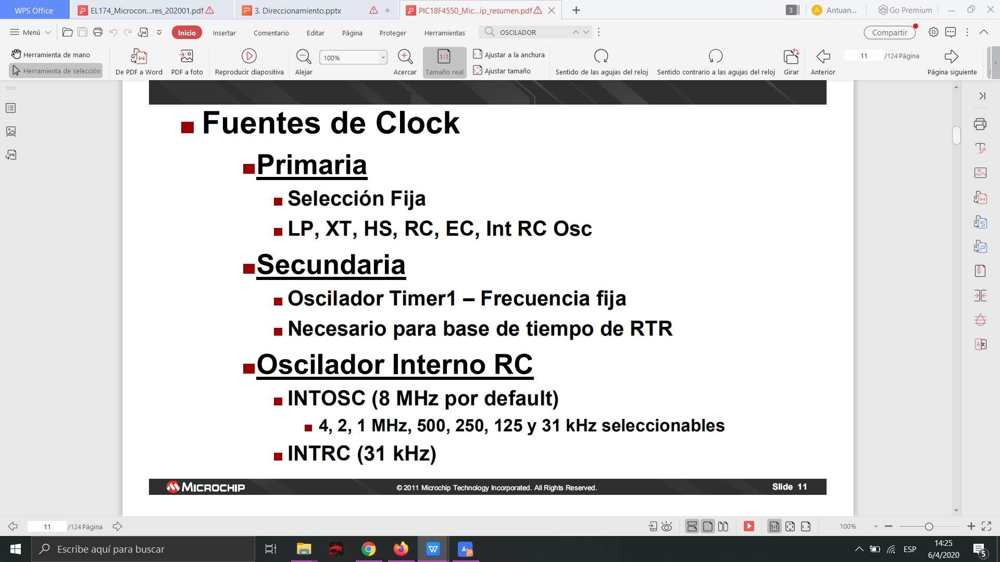 WPS Office
EL174_Microcon...res_202001.pdf
3. Direccionamiento.pptx
PIC18F4550_Mic...ip_resumen.pdf
3
A
Antuan...
Go Premium
Menú
Inicio
Insertar
Comentario
Editar
Página
Proteger
Herramientas
OSCILADOR
Compartir
Herramienta de mano
Herramienta de selección
De PDF a Word
PDF a foto
Reproducir diapositiva
Alejar
100%
Acercar
1:1
Tamaño real
Ajustar a la anchura
Ajustar tamaño
Sentido de las agujas del reloj
Sentido contrario a las agujas del reloj
Girar
Anterior
11
/124 Página
Página siguiente
Fuentes de Clock
Primaria
Selección Fija
LP, XT, HS, RC, EC, Int RC Osc
Secundaria
Oscilador Timer1 – Frecuencia fija
Necesario para base de tiempo de RTR
Oscilador Interno RC
INTOSC (8 MHz por default)
4, 2, 1 MHz, 500, 250, 125 y 31 kHz seleccionables
INTRC (31 kHz)
MICROCHIP
© 2011 Microchip Technology Incorporated. All Rights Reserved.
Slide 11
11
/124 Página
1:1
100%
Escribe aquí para buscar
ESP
14:25
6/4/2020
5